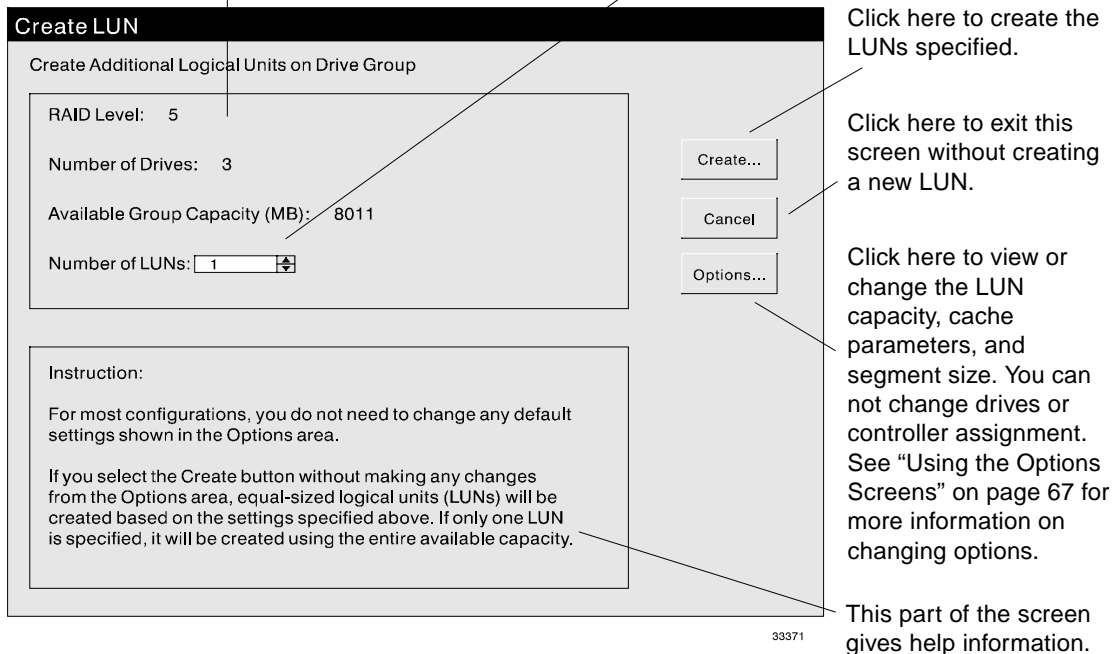 Create LUN
Create Additional Logical Units on Drive Group
RAID Level: 5
Number of Drives: 3
Available Group Capacity (MB): 8011
Number of LUNs: 1
Create...
Cancel
Options...
Instruction:
For most configurations, you do not need to change any default
settings shown in the Options area.
If you select the Create button without making any changes
from the Options area, equal-sized logical units (LUNs) will be
created based on the settings specified above. If only one LUN
is specified, it will be created using the entire available capacity.
Click here to create the
LUNs specified.
Click here to exit this
screen without creating
a new LUN.
Click here to view or
change the LUN
capacity, cache
parameters, and
segment size. You can
not change drives or
controller assignment.
See “Using the Options
Screens” on page 67 for
more information on
changing options.
This part of the screen
gives help information.
33371